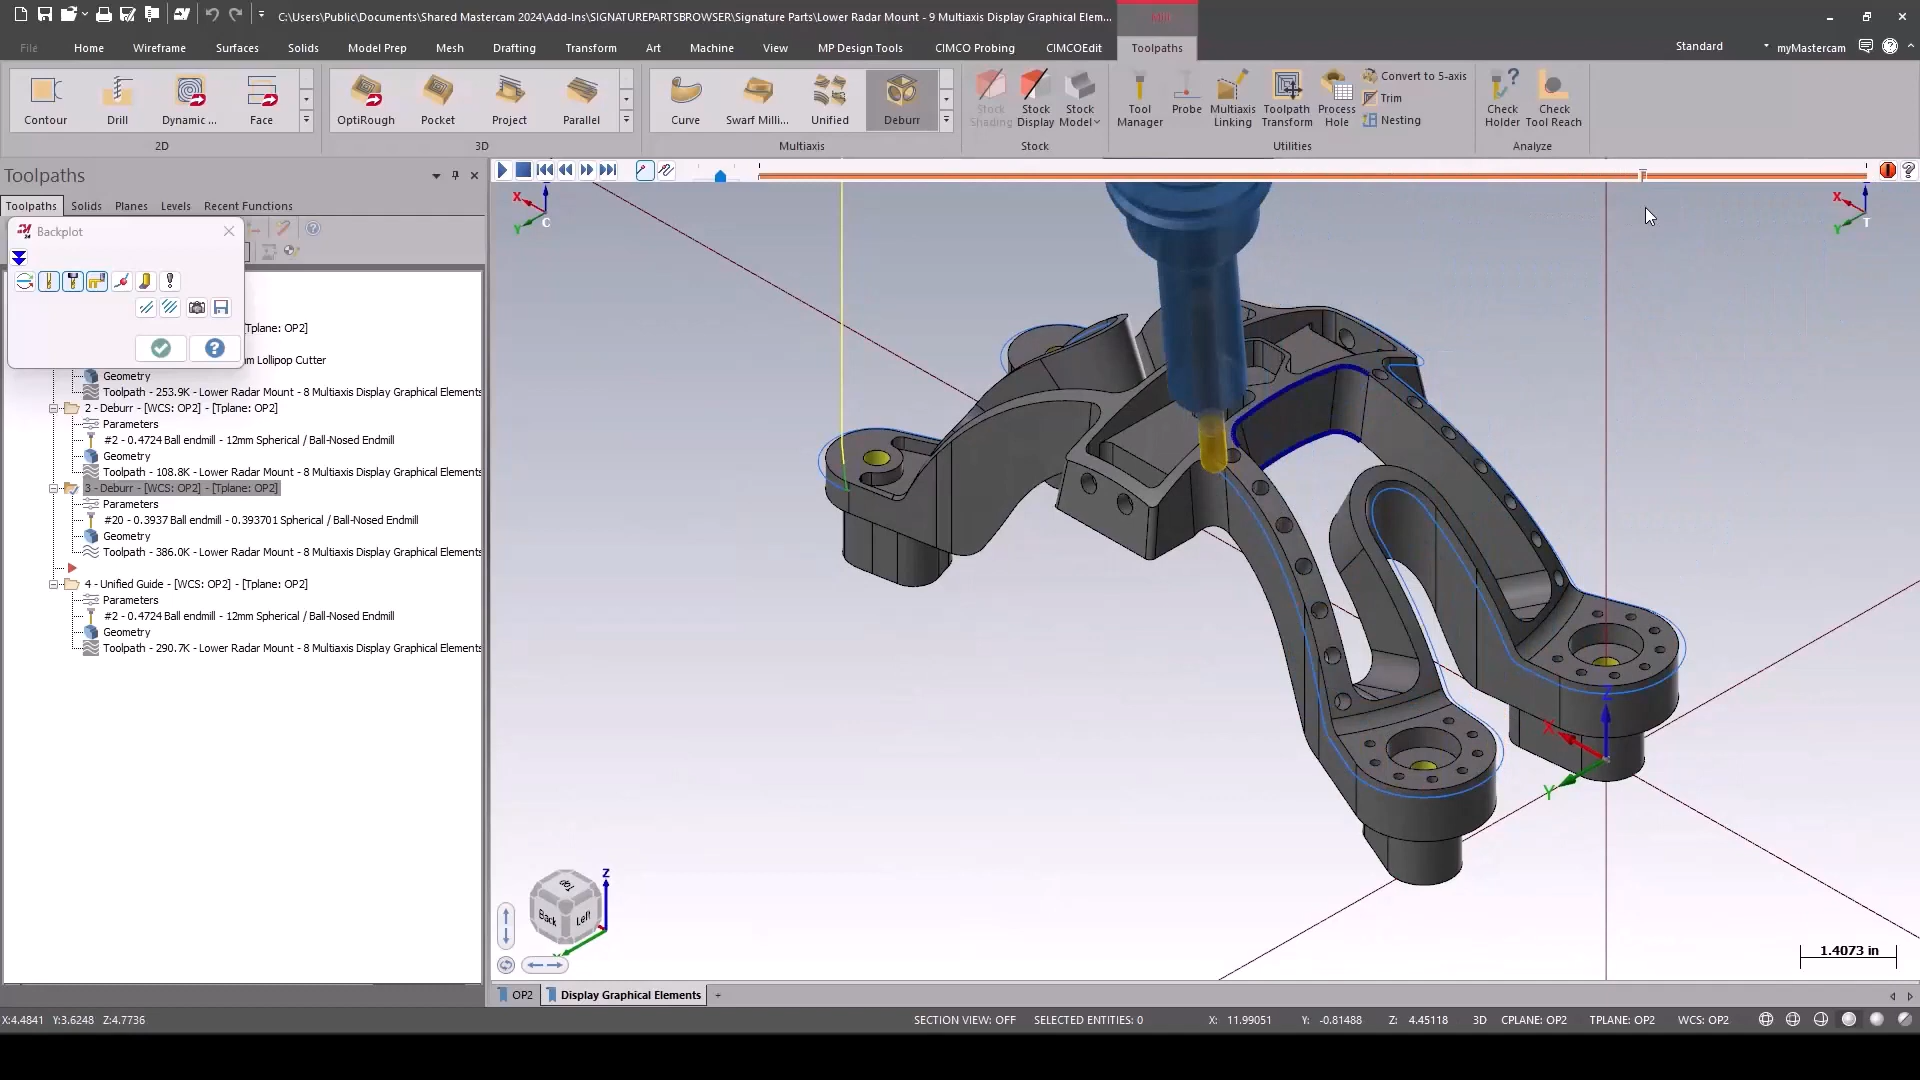 C:\Users\Public\Documents\Shared Mastercam 2024\Add-Ins\SIGNATUREPARTSBROWSER\Signature Parts\Lower Radar Mount - 9 Multiaxis Display Graphical Elem...
Mill
File Home Wireframe Surfaces Solids Model Prep Mesh Drafting Transform Art Machine View MP Design Tools CIMCO Probing CIMCOEdit Toolpaths Standard myMastercam
Contour Drill Dynamic ... Face OptiRough Pocket Project Parallel Curve Swarf Milli... Unified Deburr
Stock Shading Stock Display Stock Model Tool Manager Probe Multiaxis Linking Toolpath Transform Process Hole
Convert to 5-axis
Trim
Nesting
Check Holder Check Tool Reach
2D 3D Multiaxis Stock Utilities Analyze
Toolpaths
Toolpaths Solids Planes Levels Recent Functions
Backplot
Tplane: OP2]
m Lollipop Cutter
Geometry
Toolpath - 253.9K - Lower Radar Mount - 8 Multiaxis Display Graphical Elements
2 - Deburr - [WCS: OP2] - [Tplane: OP2]
Parameters
#2 - 0.4724 Ball endmill - 12mm Spherical / Ball-Nosed Endmill
Geometry
Toolpath - 108.8K - Lower Radar Mount - 8 Multiaxis Display Graphical Elements
3 - Deburr - [WCS: OP2] - [Tplane: OP2]
Parameters
#20 - 0.3937 Ball endmill - 0.393701 Spherical / Ball-Nosed Endmill
Geometry
Toolpath - 386.0K - Lower Radar Mount - 8 Multiaxis Display Graphical Elements
4 - Unified Guide - [WCS: OP2] - [Tplane: OP2]
Parameters
#2 - 0.4724 Ball endmill - 12mm Spherical / Ball-Nosed Endmill
Geometry
Toolpath - 290.7K - Lower Radar Mount - 8 Multiaxis Display Graphical Elements
X
Y
C
X
Y
T
Z
X
Y
Z
Top
Back
Left
1.4073 in
OP2 Display Graphical Elements +
X:4.4841 Y:3.6248 Z:4.7736 SECTION VIEW: OFF SELECTED ENTITIES: 0 X: 11.99051 Y: -0.81488 Z: 4.45118 3D CPLANE: OP2 TPLANE: OP2 WCS: OP2